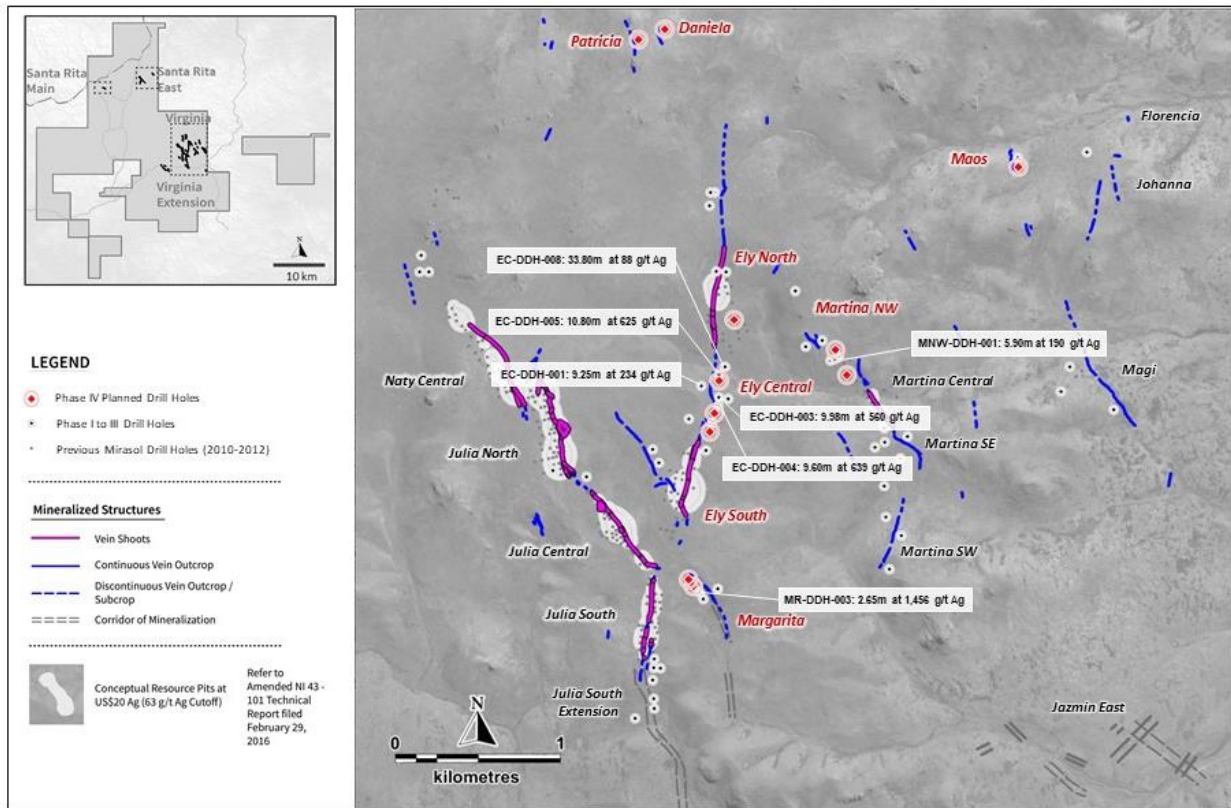 Santa Rita
Main
Santa Rita
East
Virginia
Virginia
Extension
N
10 km
LEGEND
Phase IV Planned Drill Holes
Phase I to III Drill Holes
Previous Mirasol Drill Holes (2010-2012)
Mineralized Structures
Vein Shoots
Continuous Vein Outcrop
Discontinuous Vein Outcrop /
Subcrop
Corridor of Mineralization
Conceptual Resource Pits at
US$20 Ag (63 g/t Ag Cutoff)
Refer to
Amended NI 43 -
101 Technical
Report filed
February 29,
2016
Patricia
Daniela
Florencia
Maos
Johanna
EC-DDH-008: 33.80m at 88 g/t Ag
Ely North
Martina NW
EC-DDH-005: 10.80m at 625 g/t Ag
MNW-DDH-001: 5.90m at 190 g/t Ag
EC-DDH-001: 9.25m at 234 g/t Ag
Naty Central
Ely Central
Martina Central
Magi
EC-DDH-003: 9.98m at 560 g/t Ag
Julia North
Martina SE
EC-DDH-004: 9.60m at 639 g/t Ag
Ely South
Julia Central
Martina SW
MR-DDH-003: 2.65m at 1,456 g/t Ag
Julia South
Margarita
Julia South
Extension
Jazmin East
N
0 1
kilometres